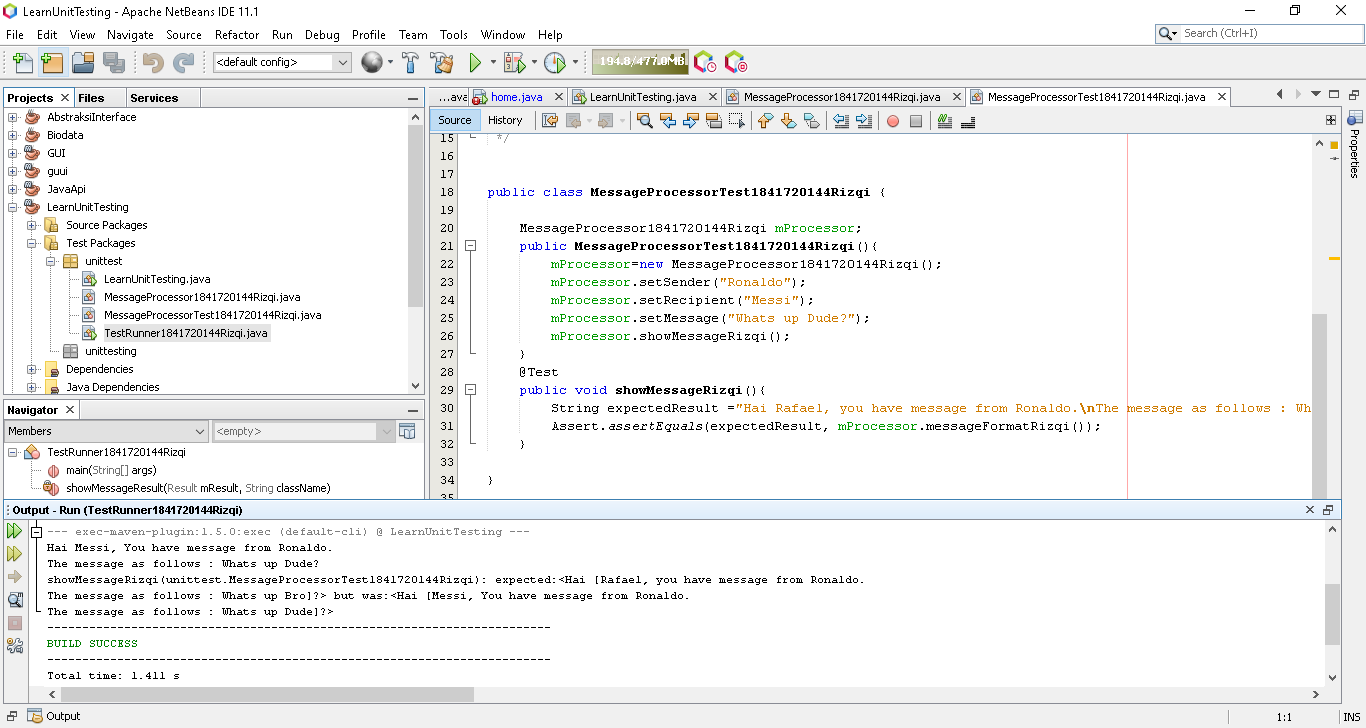 LearnUnitTesting - Apache NetBeans IDE 11.1
File Edit View Navigate Source Refactor Run Debug Profile Team Tools Window Help
Search (Ctrl+I)
<default config>
194.8/477.0MB
Projects Files Services
...ava home.java LearnUnitTesting.java MessageProcessor1841720144Rizqi.java MessageProcessorTest1841720144Rizqi.java
AbstraksiInterface
Biodata
GUI
guui
JavaApi
LearnUnitTesting
Source Packages
Test Packages
unittest
LearnUnitTesting.java
MessageProcessor1841720144Rizqi.java
MessageProcessorTest1841720144Rizqi.java
TestRunner1841720144Rizqi.java
unittesting
Dependencies
Java Dependencies
Navigator
Members
<empty>
TestRunner1841720144Rizqi
main(String[] args)
showMessageResult(Result mResult, String className)
Source History
15 */
16
17
18 public class MessageProcessorTest1841720144Rizqi {
19
20 MessageProcessor1841720144Rizqi mProcessor;
21 public MessageProcessorTest1841720144Rizqi(){
22 mProcessor=new MessageProcessor1841720144Rizqi();
23 mProcessor.setSender("Ronaldo");
24 mProcessor.setRecipient("Messi");
25 mProcessor.setMessage("Whats up Dude?");
26 mProcessor.showMessageRizqi();
27 }
28 @Test
29 public void showMessageRizqi(){
30 String expectedResult ="Hai Rafael, you have message from Ronaldo.\nThe message as follows : Wh
31 Assert.assertEquals(expectedResult, mProcessor.messageFormatRizqi());
32 }
33
34 }
35
Properties
Output - Run (TestRunner1841720144Rizqi)
--- exec-maven-plugin:1.5.0:exec (default-cli) @ LearnUnitTesting ---
Hai Messi, You have message from Ronaldo.
The message as follows : Whats up Dude?
showMessageRizqi(unittest.MessageProcessorTest1841720144Rizqi): expected:<Hai [Rafael, you have message from Ronaldo.
The message as follows : Whats up Bro]?> but was:<Hai [Messi, You have message from Ronaldo.
The message as follows : Whats up Dude]?>
------------------------------------------------------------------------
BUILD SUCCESS
------------------------------------------------------------------------
Total time: 1.411 s
Output
1:1 INS